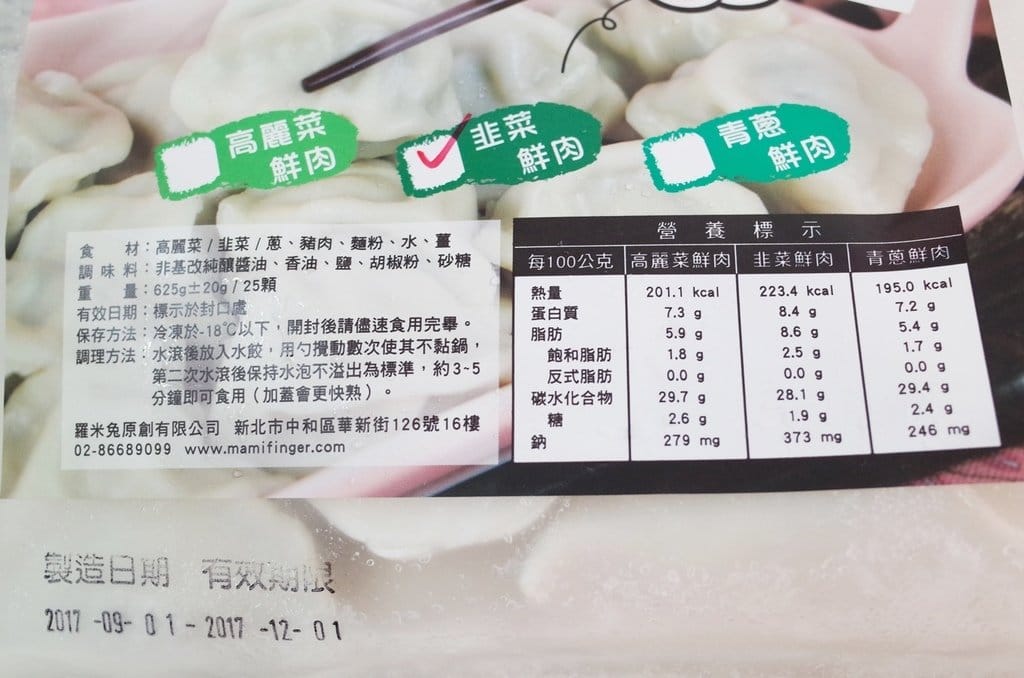 高麗菜
鮮肉
韭菜
鮮肉
青蔥
鮮肉
食材：高麗菜/韭菜/蔥、豬肉、麵粉、水、薑
調味料：非基改純釀醬油、香油、鹽、胡椒粉、砂糖
重量：625g±20g/25顆
有效日期：標示於封口處
保存方法：冷凍於-18℃以下，開封後請儘速食用完畢。
調理方法：水滾後放入水餃，用勺攪動數次使其不黏鍋，
第二次水滾後保持水泡不溢出為標準，約3~5
分鐘即可食用（加蓋會更快熟）。
羅米兔原創有限公司 新北市中和區華新街126號16樓
02-86689099 www.mamifinger.com
營養標示
每100公克 高麗菜鮮肉 韭菜鮮肉 青蔥鮮肉
熱量 201.1 kcal 223.4 kcal 195.0 kcal
蛋白質 7.3 g 8.4 g 7.2 g
脂肪 5.9 g 8.6 g 5.4 g
飽和脂肪 1.8 g 2.5 g 1.7 g
反式脂肪 0.0 g 0.0 g 0.0 g
碳水化合物 29.7 g 28.1 g 29.4 g
糖 2.6 g 1.9 g 2.4 g
鈉 279 mg 373 mg 246 mg
製造日期 有效期限
2017-09-01-2017-12-01